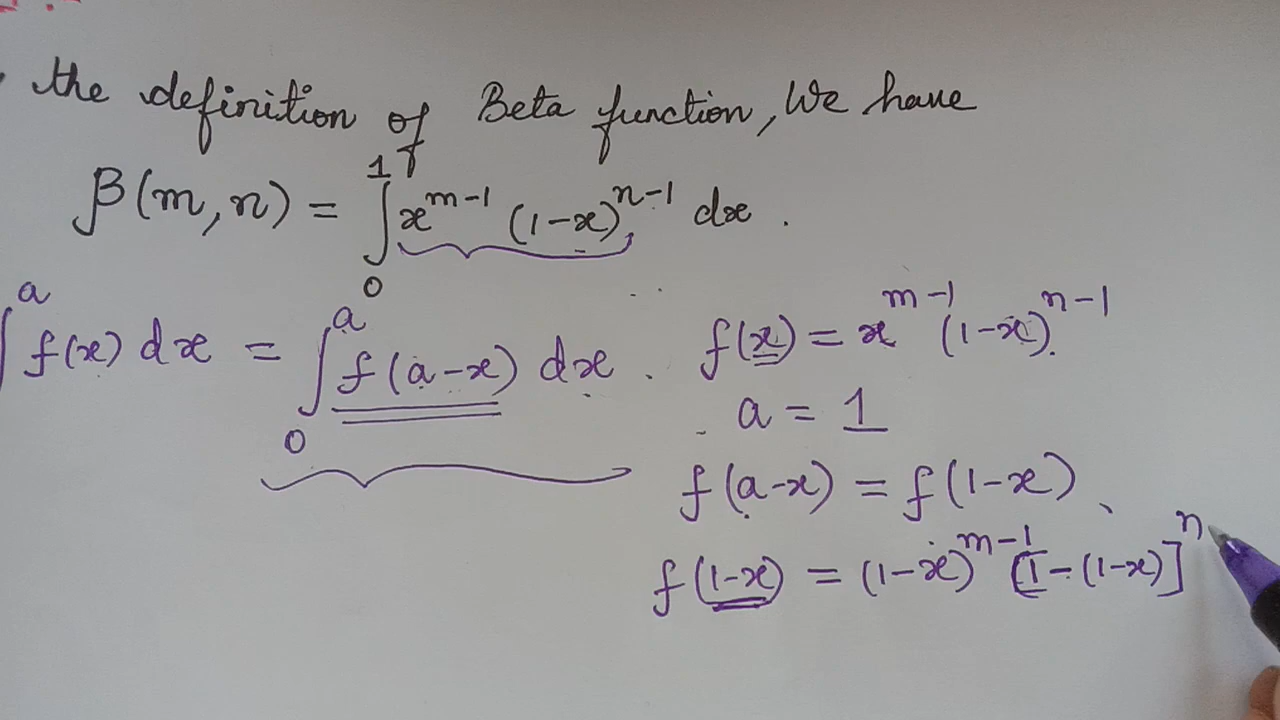 the definition of Beta function, We have
β(m, n) = ∫₀¹ x^{m-1} (1-x)^{n-1} dx .
∫^a f(x) dx = ∫₀^a f(a-x) dx .
f(x) = x^{m-1} (1-x)^{n-1} .
a = 1
f(a-x) = f(1-x)
f(1-x) = (1-x)^{m-1} [1-(1-x)]^n